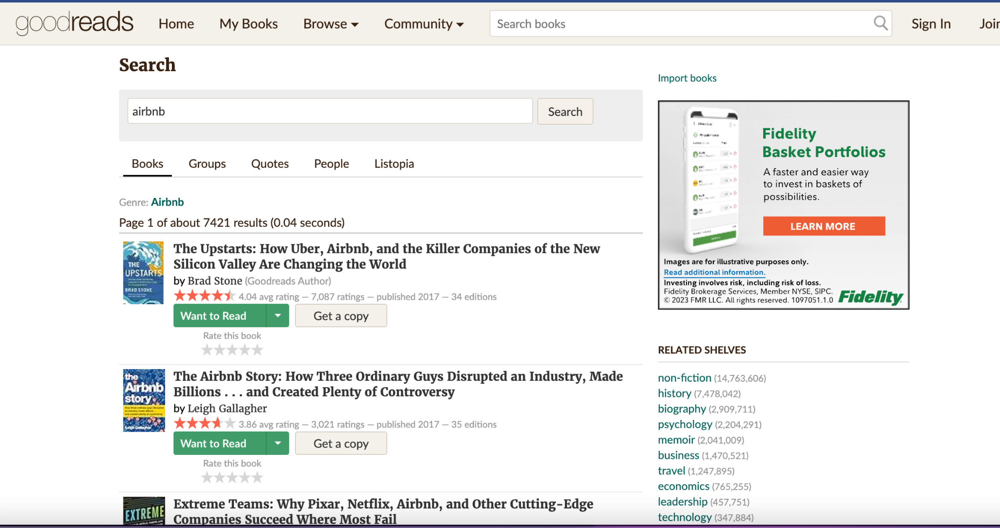 goodreads Home My Books Browse Community Search books Sign In
Search
Import books
airbnb Search
Books Groups Quotes People Listopia
Genre: Airbnb
Page 1 of about 7421 results (0.04 seconds)
THE UPSTARTS
BRAD STONE
The Upstarts: How Uber, Airbnb, and the Killer Companies of the New
Silicon Valley Are Changing the World
by Brad Stone (Goodreads Author)
4.04 avg rating — 7,087 ratings — published 2017 — 34 editions
Want to Read Get a copy
Rate this book
the
Airbnb
story
Leigh Gallagher
The Airbnb Story: How Three Ordinary Guys Disrupted an Industry, Made
Billions . . . and Created Plenty of Controversy
by Leigh Gallagher
3.86 avg rating — 3,021 ratings — published 2017 — 35 editions
Want to Read Get a copy
Rate this book
EXTREME
Extreme Teams: Why Pixar, Netflix, Airbnb, and Other Cutting-Edge
Companies Succeed Where Most Fail
Fidelity
Basket Portfolios
A faster and easier way
to invest in baskets of
possibilities.
LEARN MORE
Images are for illustrative purposes only.
Read additional information.
Investing involves risk, including risk of loss.
Fidelity Brokerage Services, Member NYSE, SIPC.
© 2023 FMR LLC. All rights reserved. 1097051.1.0 Fidelity
RELATED SHELVES
non-fiction (14,763,606)
history (7,478,042)
biography (2,909,711)
psychology (2,204,291)
memoir (2,041,009)
business (1,470,521)
travel (1,247,895)
economics (765,255)
leadership (457,751)
technology (347,884)